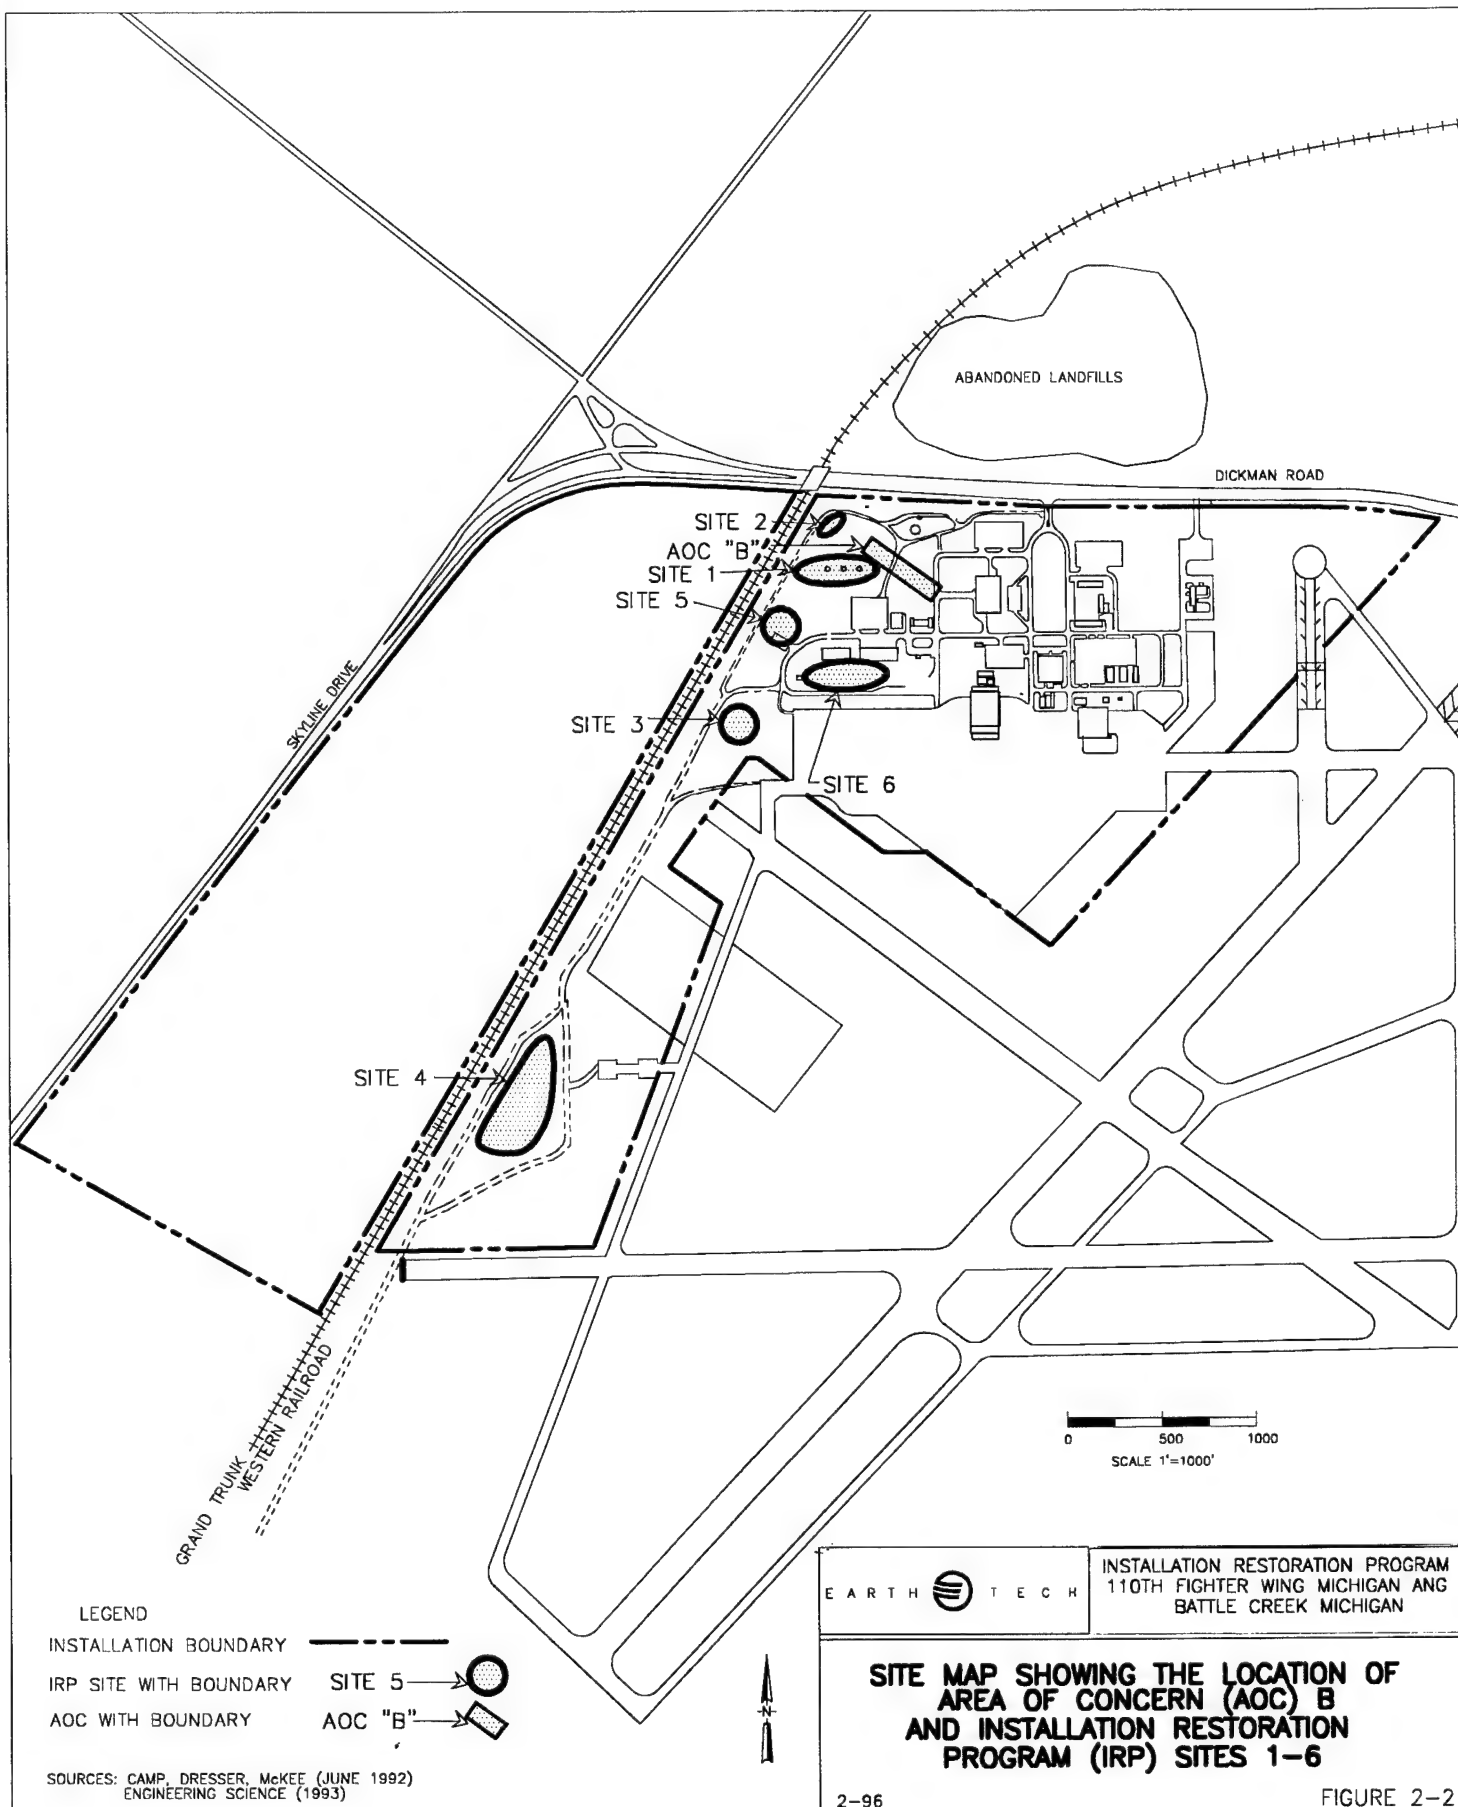 ABANDONED LANDFILLS
DICKMAN ROAD
SITE 2
AOC "B"
SITE 1
SITE 5
SITE 3
SITE 6
SKYLINE DRIVE
SITE 4
GRAND TRUNK
WESTERN RAILROAD
0 500 1000
SCALE 1"=1000'
LEGEND
INSTALLATION BOUNDARY
IRP SITE WITH BOUNDARY SITE 5
AOC WITH BOUNDARY AOC "B"
SOURCES: CAMP, DRESSER, McKEE (JUNE 1992)
ENGINEERING SCIENCE (1993)
N
EARTH TECH
INSTALLATION RESTORATION PROGRAM
110TH FIGHTER WING MICHIGAN ANG
BATTLE CREEK MICHIGAN
SITE MAP SHOWING THE LOCATION OF
AREA OF CONCERN (AOC) B
AND INSTALLATION RESTORATION
PROGRAM (IRP) SITES 1-6
2-96 FIGURE 2-2